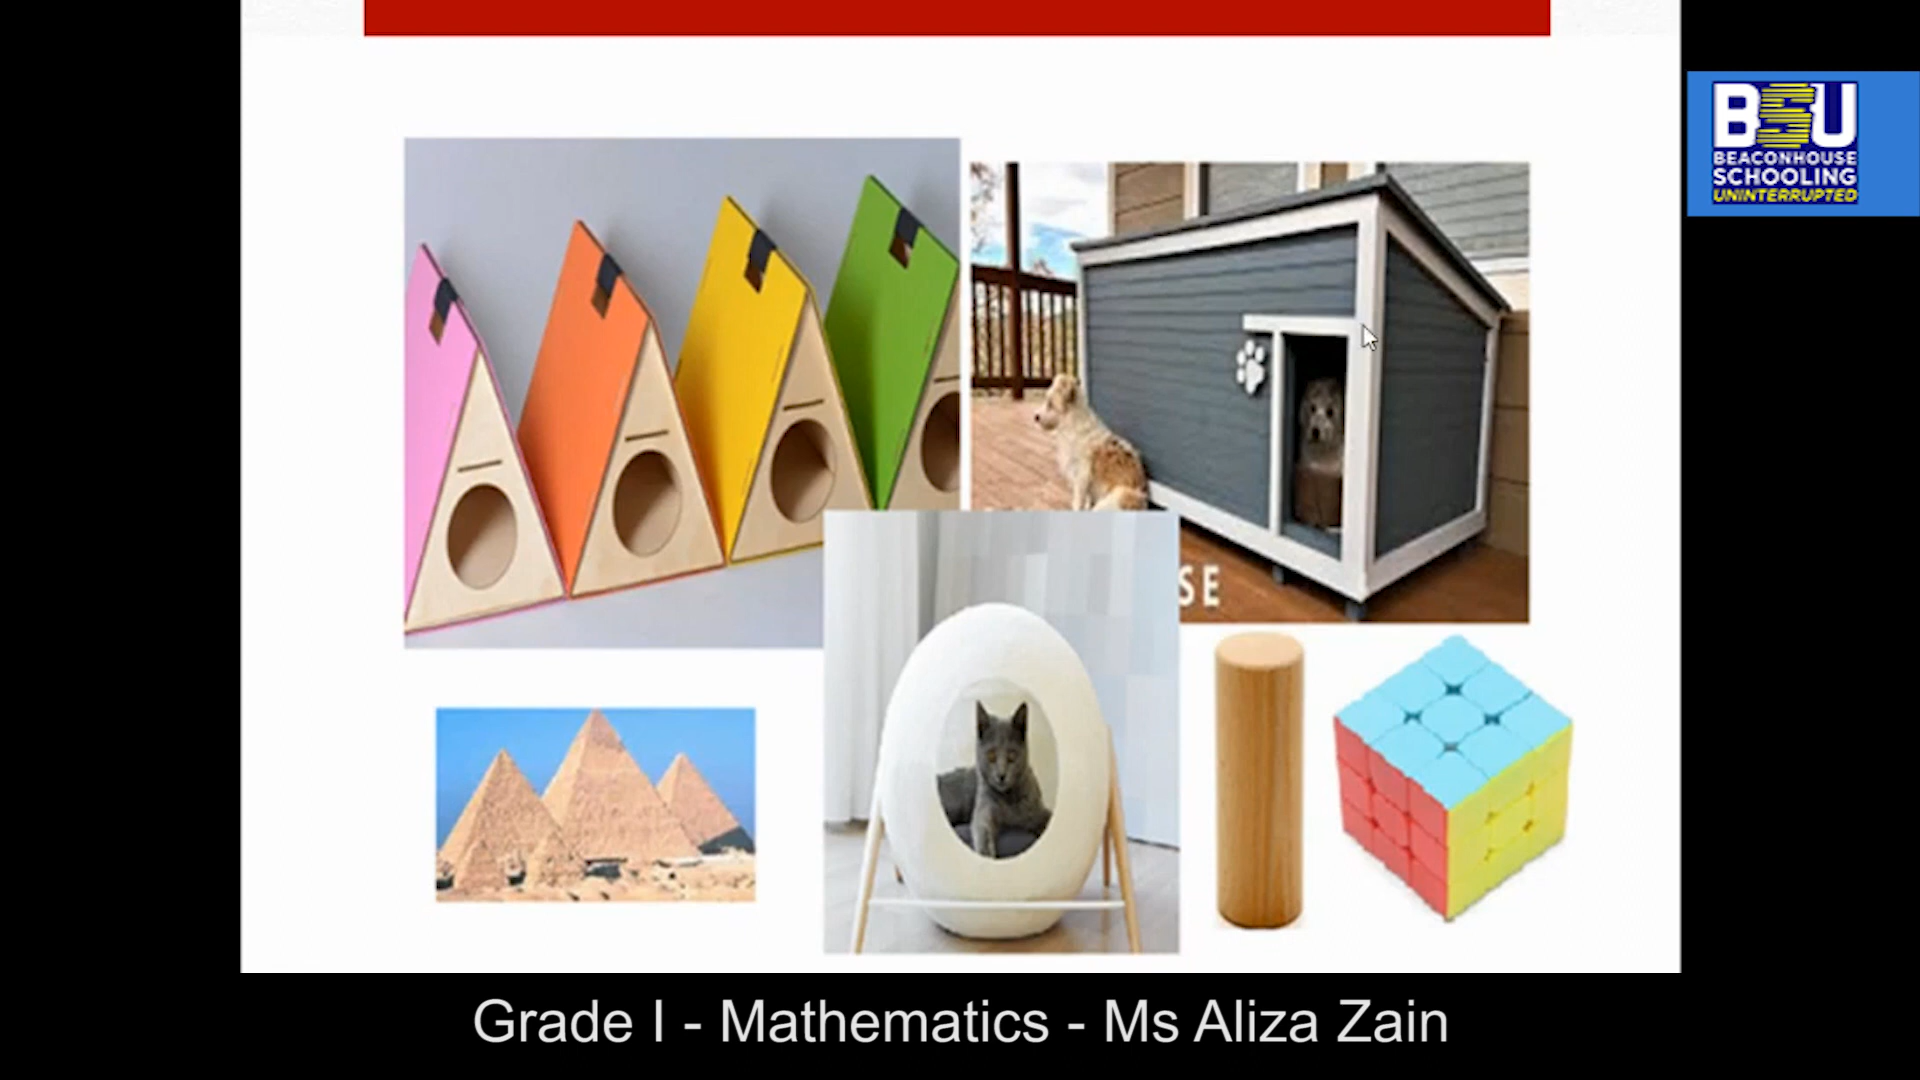 BSU
BEACONHOUSE
SCHOOLING
UNINTERRUPTED
SE
Grade I - Mathematics - Ms Aliza Zain